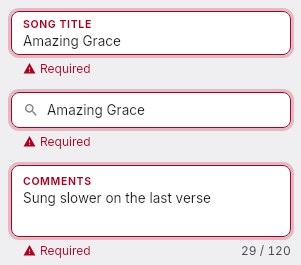 SONG TITLE
Amazing Grace
Required
Amazing Grace
Required
COMMENTS
Sung slower on the last verse
Required
29 / 120